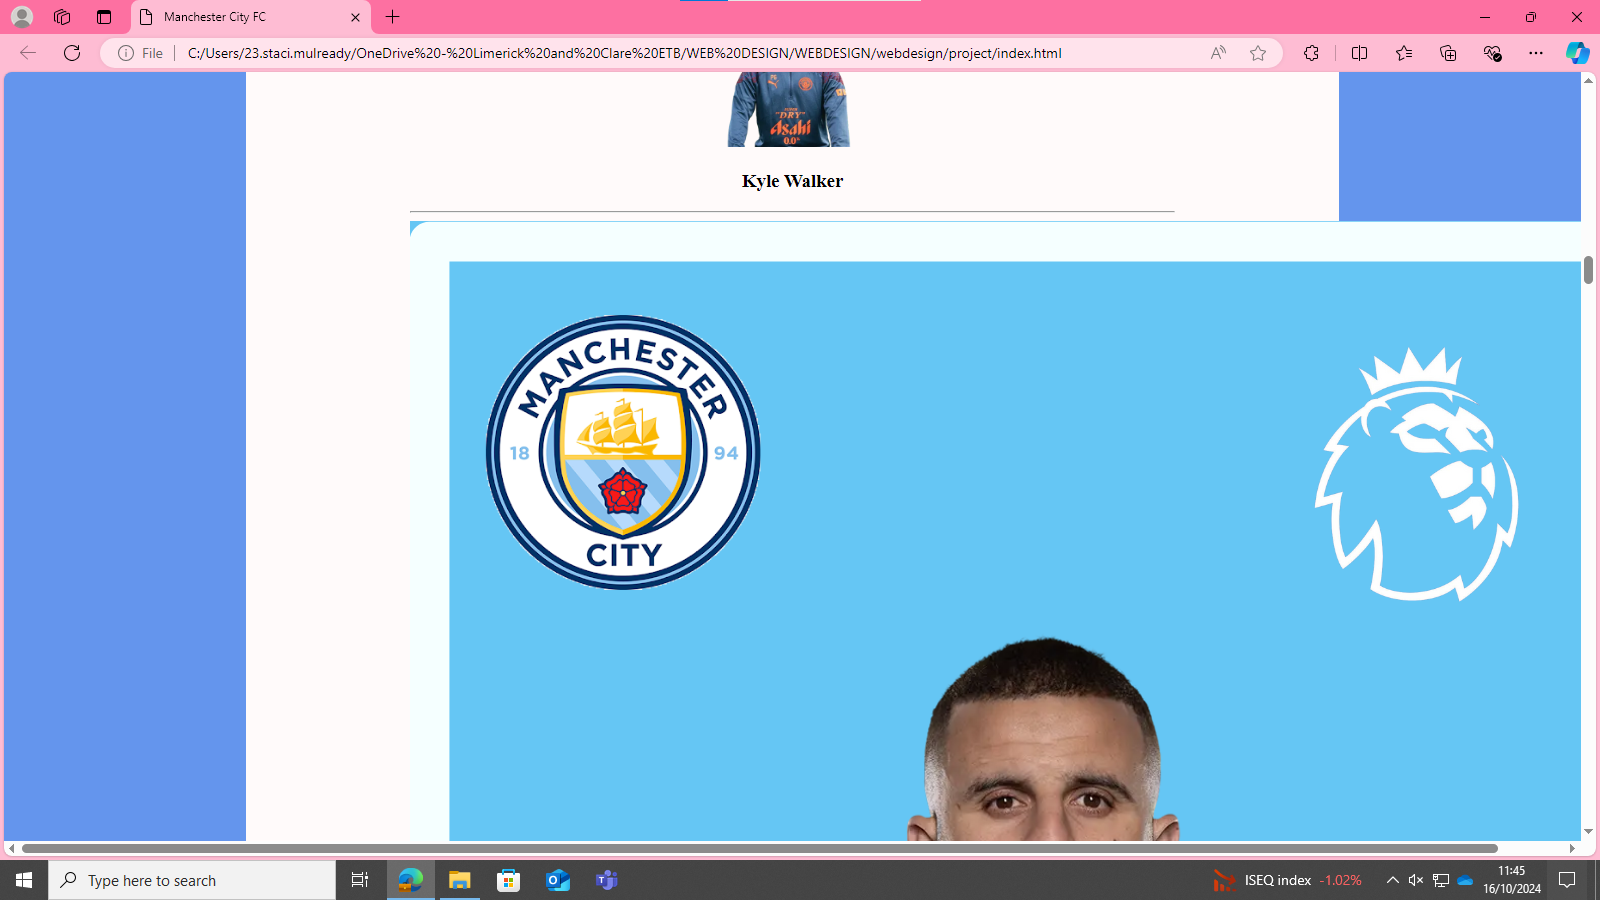 Manchester City FC
File
C:/Users/23.staci.mulready/OneDrive%20-%20Limerick%20and%20Clare%20ETB/WEB%20DESIGN/WEBDESIGN/webdesign/project/index.html
"DRY"
Asahi
0.0%
Kyle Walker
MANCHESTER
18 94
CITY
Type here to search
ISEQ index -1.02%
11:45
16/10/2024